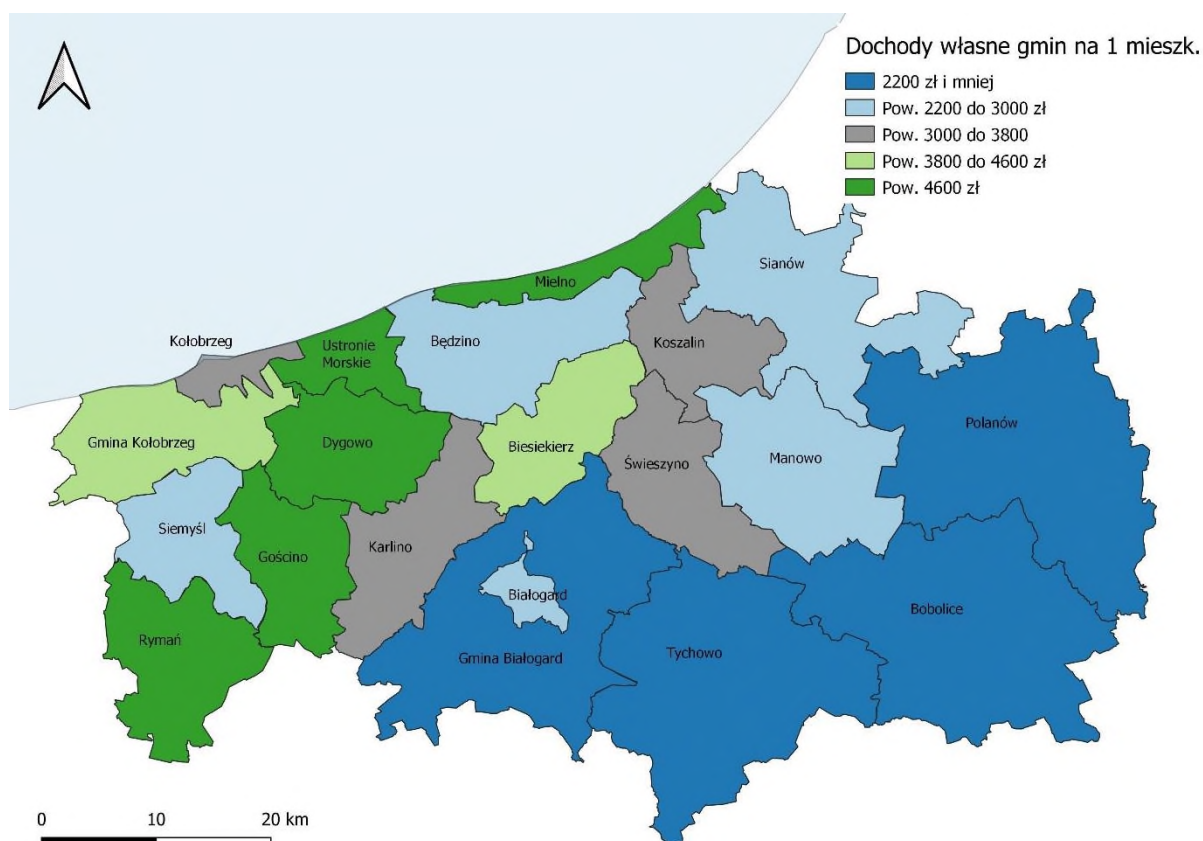 Dochody własne gmin na 1 mieszk.
2200 zł i mniej
Pow. 2200 do 3000 zł
Pow. 3000 do 3800
Pow. 3800 do 4600 zł
Pow. 4600 zł
Sianów
Mielno
Kołobrzeg
Ustronie
Morskie
Będzino
Koszalin
Polanów
Gmina Kołobrzeg
Dygowo
Biesiekierz
Świeszyno
Manowo
Siemyśl
Gościno
Karlino
Białogard
Bobolice
Rymań
Gmina Białogard
Tychowo
0 10 20 km